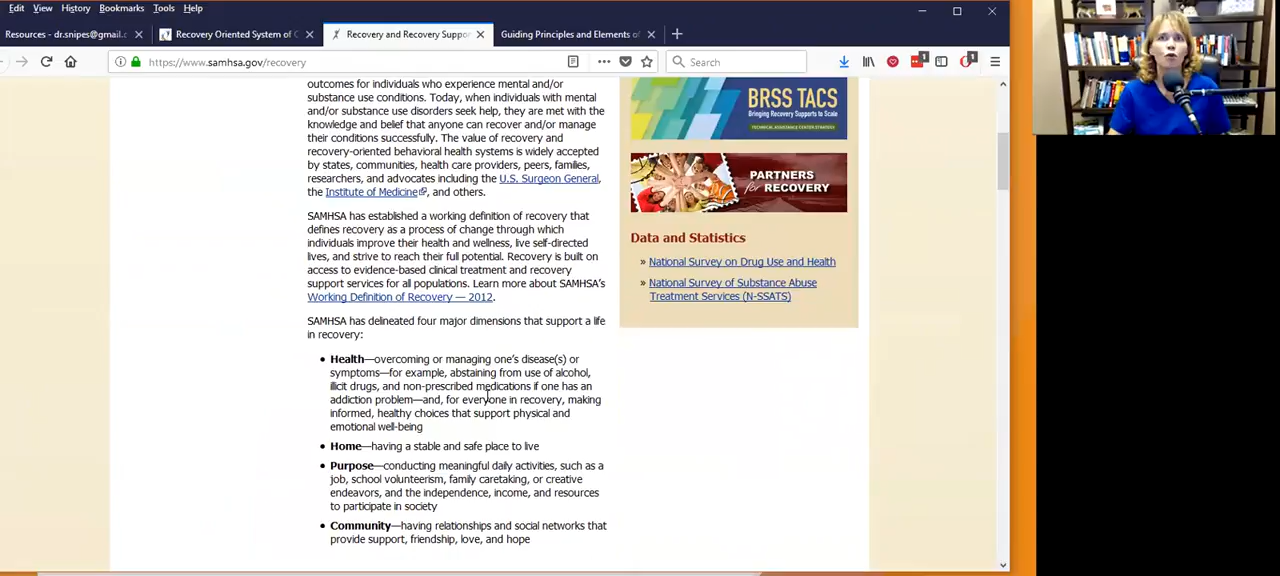 Edit View History Bookmarks Tools Help
Resources - dr.snipes@gmail.c
Recovery Oriented System of C
Recovery and Recovery Suppo
Guiding Principles and Elements of
https://www.samhsa.gov/recovery
Search
1
1
outcomes for individuals who experience mental and/or
substance use conditions. Today, when individuals with mental
and/or substance use disorders seek help, they are met with the
knowledge and belief that anyone can recover and/or manage
their conditions successfully. The value of recovery and
recovery-oriented behavioral health systems is widely accepted
by states, communities, health care providers, peers, families,
researchers, and advocates including the U.S. Surgeon General,
the Institute of Medicine, and others.
SAMHSA has established a working definition of recovery that
defines recovery as a process of change through which
individuals improve their health and wellness, live self-directed
lives, and strive to reach their full potential. Recovery is built on
access to evidence-based clinical treatment and recovery
support services for all populations. Learn more about SAMHSA's
Working Definition of Recovery — 2012.
SAMHSA has delineated four major dimensions that support a life
in recovery:
• Health—overcoming or managing one's disease(s) or
symptoms—for example, abstaining from use of alcohol,
illicit drugs, and non-prescribed medications if one has an
addiction problem—and, for everyone in recovery, making
informed, healthy choices that support physical and
emotional well-being
• Home—having a stable and safe place to live
• Purpose—conducting meaningful daily activities, such as a
job, school volunteerism, family caretaking, or creative
endeavors, and the independence, income, and resources
to participate in society
• Community—having relationships and social networks that
provide support, friendship, love, and hope
BRSS TACS
Bringing Recovery Supports to Scale
TECHNICAL ASSISTANCE CENTER STRATEGY
PARTNERS
for RECOVERY
Data and Statistics
» National Survey on Drug Use and Health
» National Survey of Substance Abuse
Treatment Services (N-SSATS)